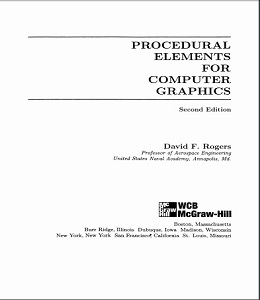 PROCEDURAL
ELEMENTS
FOR
COMPUTER
GRAPHICS
Second Edition
David F. Rogers
Professor of Aerospace Engineering
United States Naval Academy, Annapolis, Md.
WCB
McGraw-Hill
Boston, Massachusetts
Burr Ridge, Illinois Dubuque, Iowa Madison, Wisconsin
New York, New York San Francisco, California St. Louis, Missouri